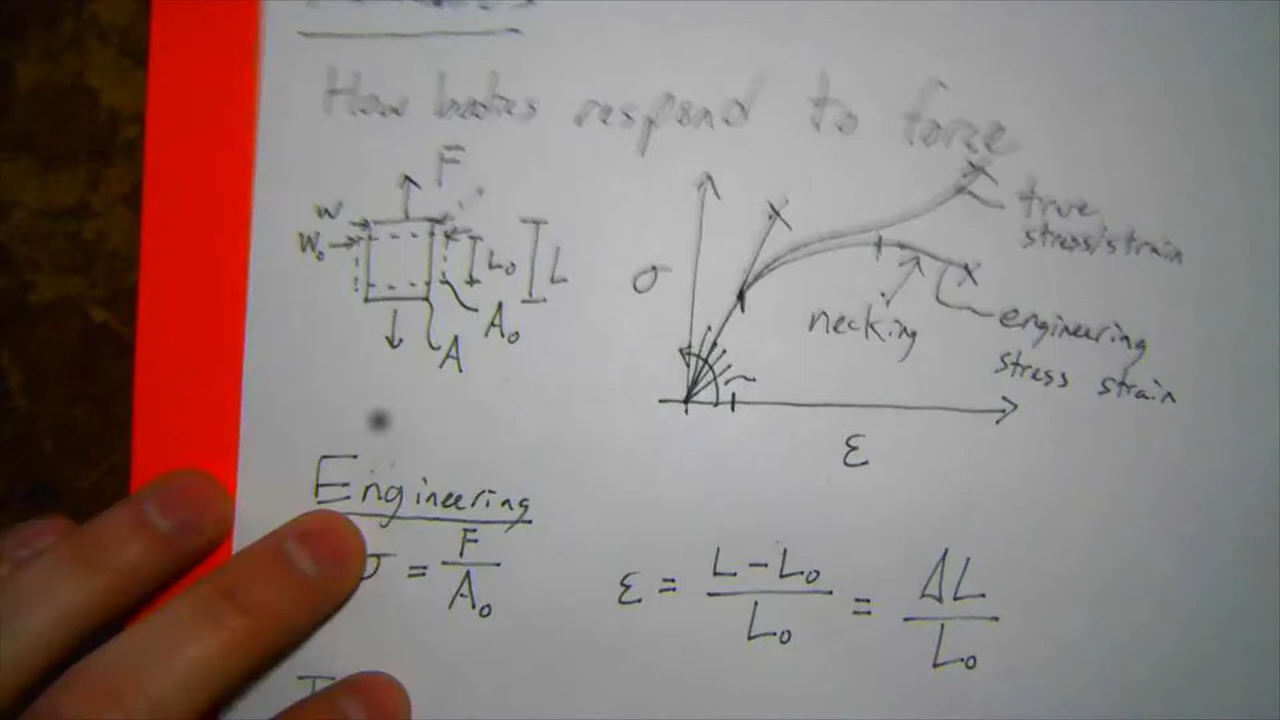 How bodies respond to force
F
w
W₀
L₀
L
A₀
A
σ
true
stress/strain
necking
engineering
stress strain
ε
Engineering
σ = F / A₀
ε = L - L₀ / L₀ = ΔL / L₀